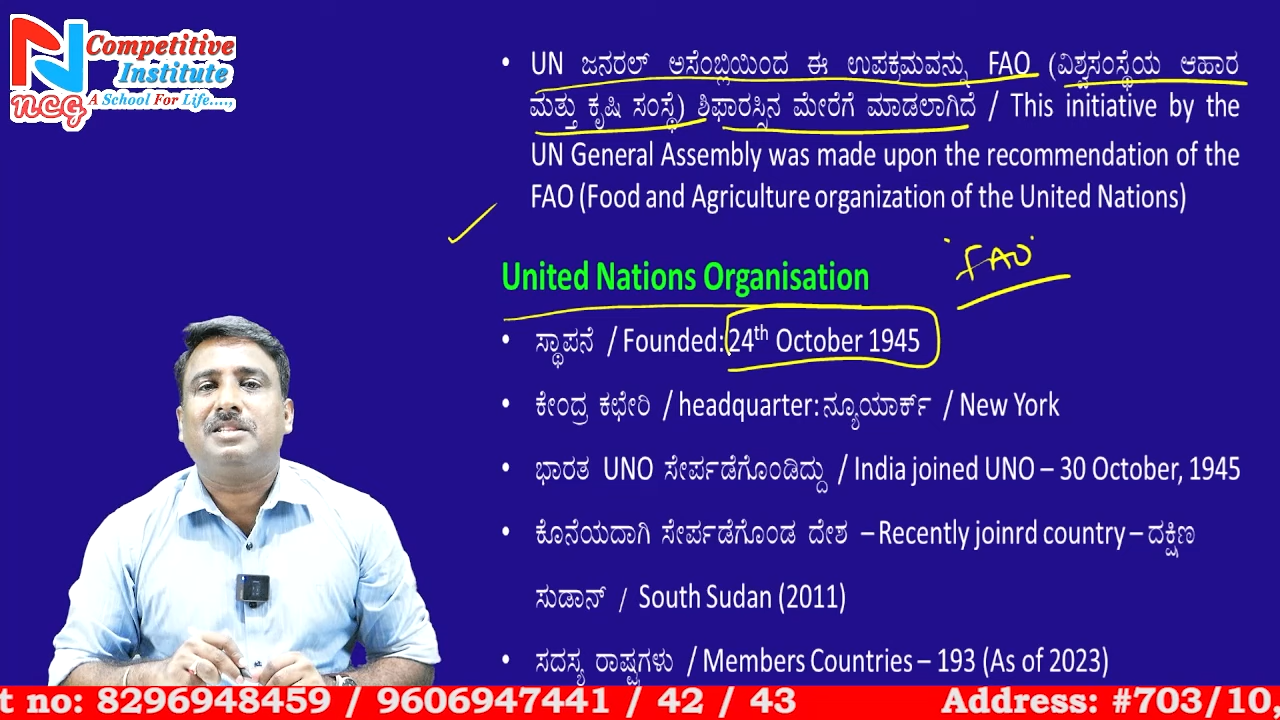 Competitive
Institute
NCG A School For Life....,
• UN ಜನರಲ್ ಅಸೆಂಬ್ಲಿಯಿಂದ ಈ ಉಪಕ್ರಮವನ್ನು FAO (ವಿಶ್ವಸಂಸ್ಥೆಯ ಆಹಾರ
ಮತ್ತು ಕೃಷಿ ಸಂಸ್ಥೆ) ಶಿಫಾರಸ್ಸಿನ ಮೇರೆಗೆ ಮಾಡಲಾಗಿದೆ / This initiative by the
UN General Assembly was made upon the recommendation of the
FAO (Food and Agriculture organization of the United Nations)
'FAO'
United Nations Organisation
• ಸ್ಥಾಪನೆ / Founded: 24th October 1945
• ಕೇಂದ್ರ ಕಛೇರಿ / headquarter: ನ್ಯೂಯಾರ್ಕ್ / New York
• ಭಾರತ UNO ಸೇರ್ಪಡೆಗೊಂಡಿದ್ದು / India joined UNO – 30 October, 1945
• ಕೊನೆಯದಾಗಿ ಸೇರ್ಪಡೆಗೊಂಡ ದೇಶ – Recently joinrd country – ದಕ್ಷಿಣ
ಸುಡಾನ್ / South Sudan (2011)
• ಸದಸ್ಯ ರಾಷ್ಟ್ರಗಳು / Members Countries – 193 (As of 2023)
t no: 8296948459 / 9606947441 / 42 / 43 Address: #703/10,